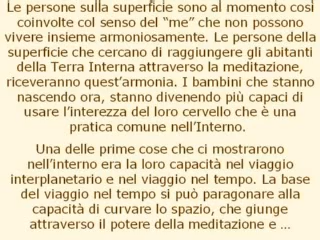 Le persone sulla superficie sono al momento così
coinvolte col senso del “me” che non possono
vivere insieme armoniosamente. Le persone della
superficie che cercano di raggiungere gli abitanti
della Terra Interna attraverso la meditazione,
riceveranno quest’armonia. I bambini che stanno
nascendo ora, stanno divenendo più capaci di
usare l’interezza del loro cervello che è una
pratica comune nell’Interno.
Una delle prime cose che ci mostrarono
nell’interno era la loro capacità nel viaggio
interplanetario e nel viaggio nel tempo. La base
del viaggio nel tempo si può paragonare alla
capacità di curvare lo spazio, che giunge
attraverso il potere della meditazione e …